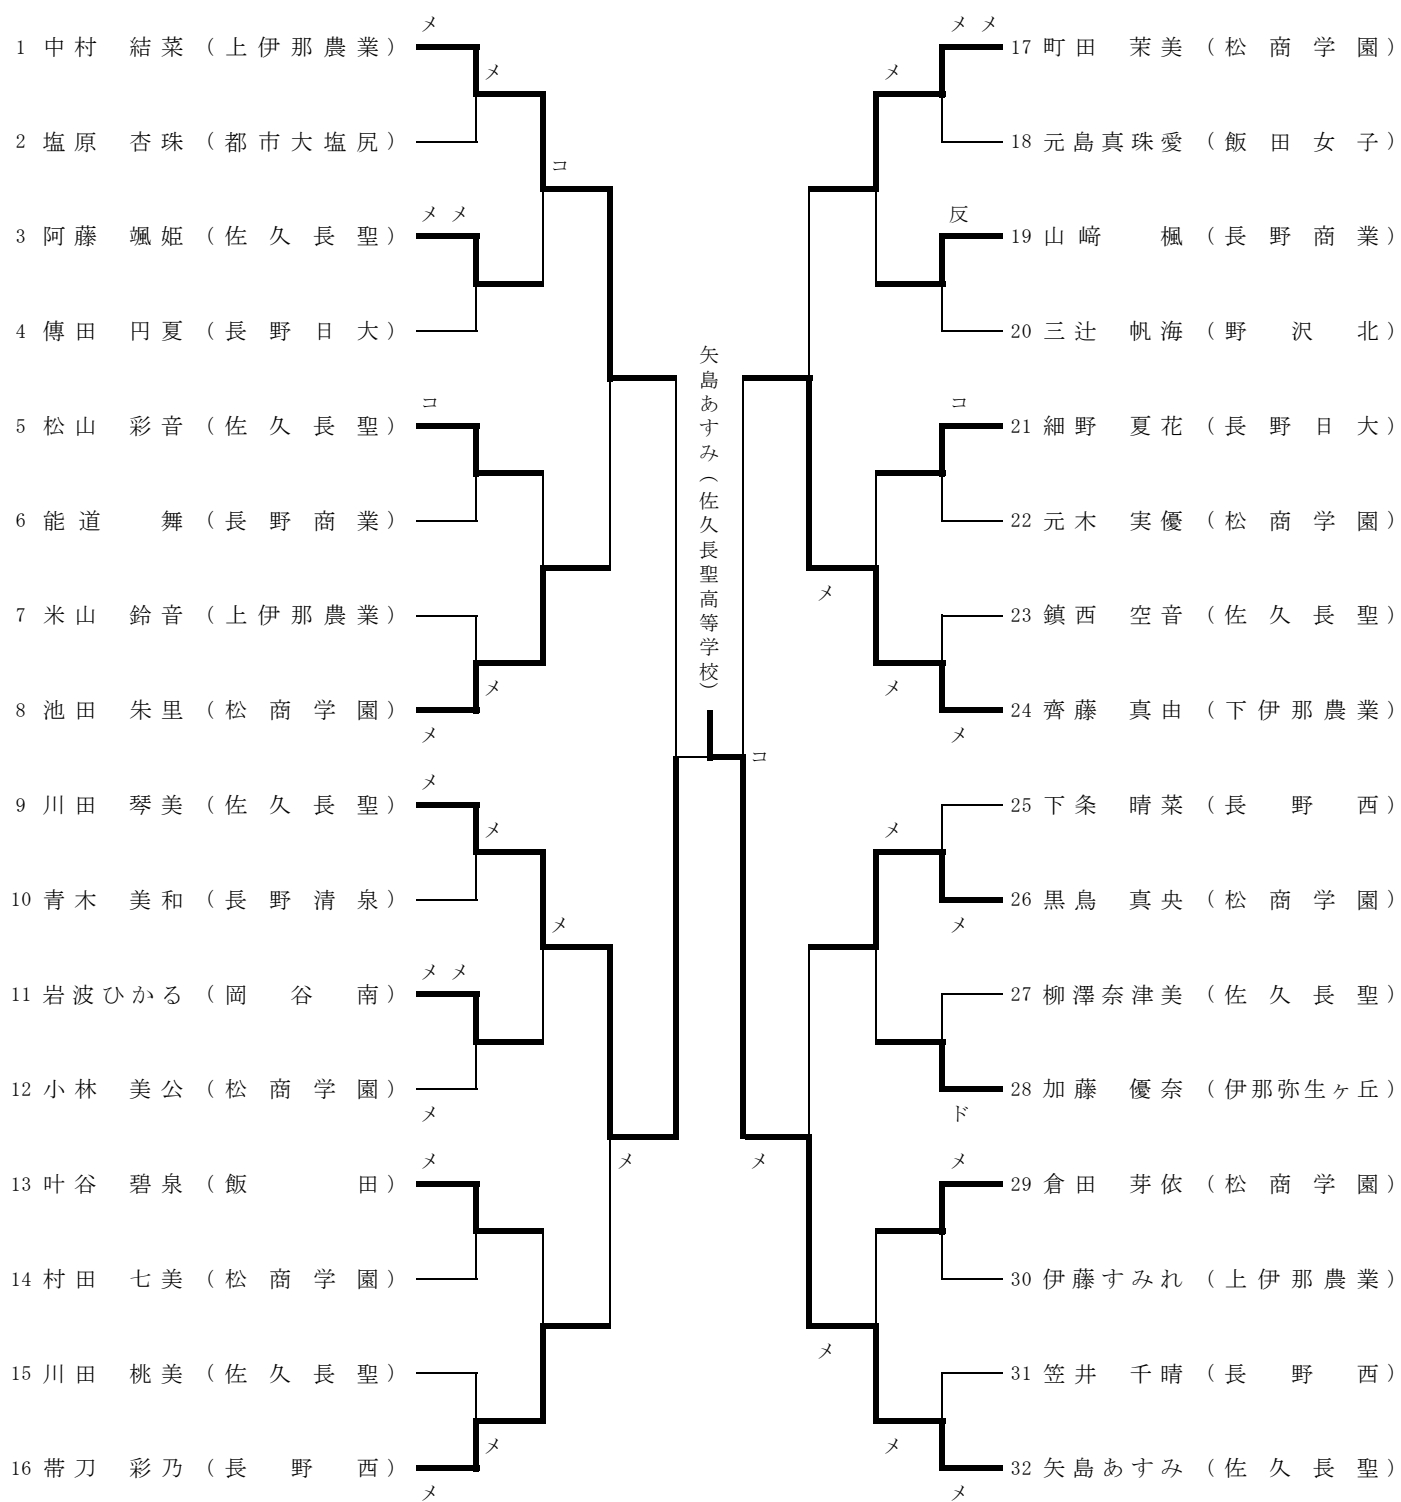 メ
1 中村 結菜 (上伊那農業)
メ
2 塩原 杏珠 (都市大塩尻)
コ
メ メ
3 阿藤 颯姫 (佐久長聖)
4 傳田 円夏 (長野日大)
コ
5 松山 彩音 (佐久長聖)
6 能道 舞 (長野商業)
7 米山 鈴音 (上伊那農業)
メ
8 池田 朱里 (松商学園)
メ
メ
9 川田 琴美 (佐久長聖)
メ
10 青木 美和 (長野清泉)
メ
メ メ
11 岩波ひかる (岡谷南)
12 小林 美公 (松商学園)
メ
メ
メ
13 叶谷 碧泉 (飯田)
14 村田 七美 (松商学園)
15 川田 桃美 (佐久長聖)
メ
16 帯刀 彩乃 (長野西)
メ
矢島あすみ(佐久長聖高等学校)
コ
メ メ
17 町田 茉美 (松商学園)
メ
18 元島真珠愛 (飯田女子)
反
19 山﨑 楓 (長野商業)
20 三辻 帆海 (野沢北)
コ
21 細野 夏花 (長野日大)
22 元木 実優 (松商学園)
メ
23 鎮西 空音 (佐久長聖)
メ
24 齊藤 真由 (下伊那農業)
メ
25 下条 晴菜 (長野西)
メ
26 黒鳥 真央 (松商学園)
メ
27 柳澤奈津美 (佐久長聖)
28 加藤 優奈 (伊那弥生ヶ丘)
ド
メ
メ
29 倉田 芽依 (松商学園)
30 伊藤すみれ (上伊那農業)
メ
31 笠井 千晴 (長野西)
メ
32 矢島あすみ (佐久長聖)
メ